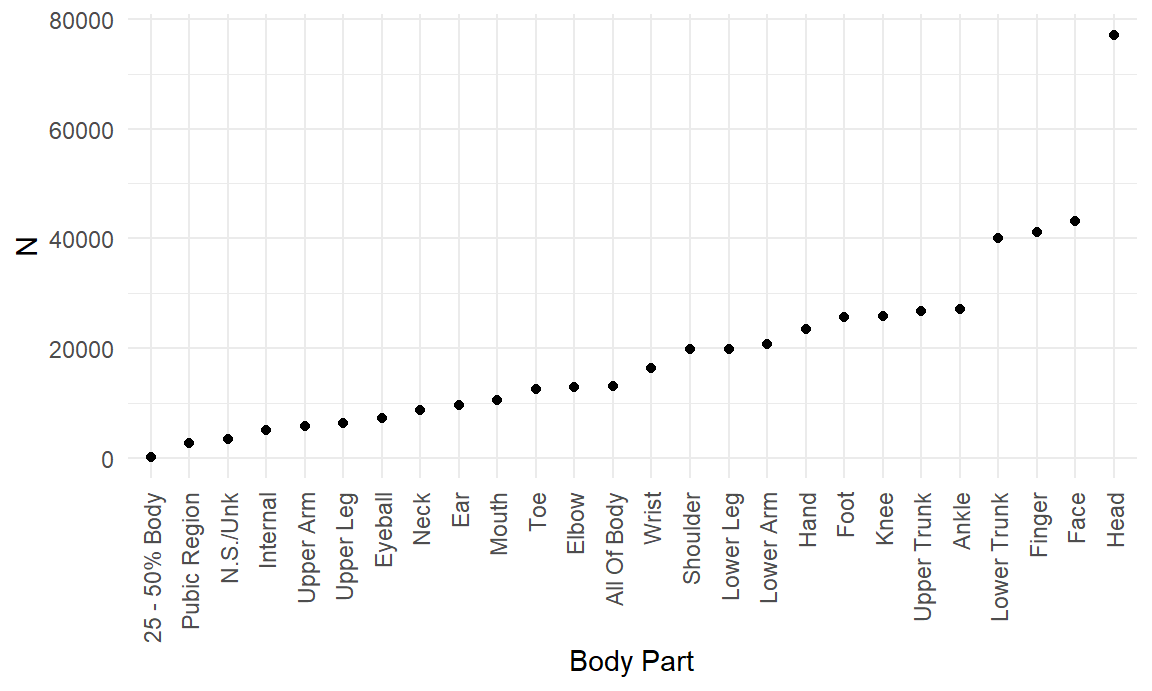 80000
60000
40000
20000
0
N
25 - 50% Body
Pubic Region
N.S./Unk
Internal
Upper Arm
Upper Leg
Eyeball
Neck
Ear
Mouth
Toe
Elbow
All Of Body
Wrist
Shoulder
Lower Leg
Lower Arm
Hand
Foot
Knee
Upper Trunk
Ankle
Lower Trunk
Finger
Face
Head
Body Part